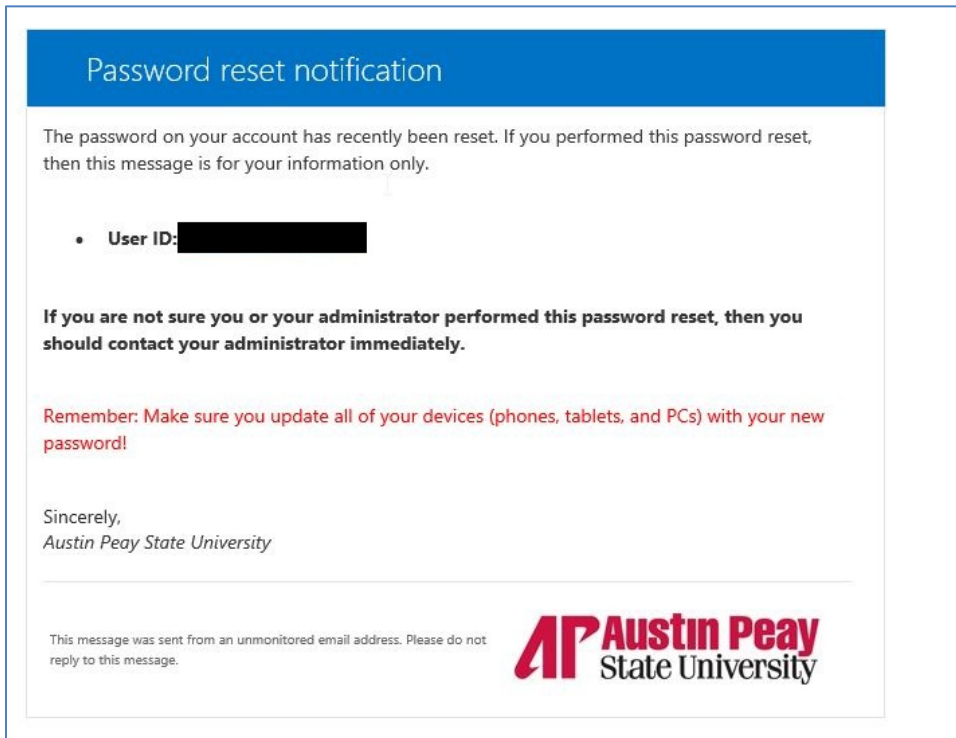 Password reset notification
The password on your account has recently been reset. If you performed this password reset,
then this message is for your information only.
• User ID:
If you are not sure you or your administrator performed this password reset, then you
should contact your administrator immediately.
Remember: Make sure you update all of your devices (phones, tablets, and PCs) with your new
password!
Sincerely,
Austin Peay State University
This message was sent from an unmonitored email address. Please do not
reply to this message.
AP Austin Peay
State University